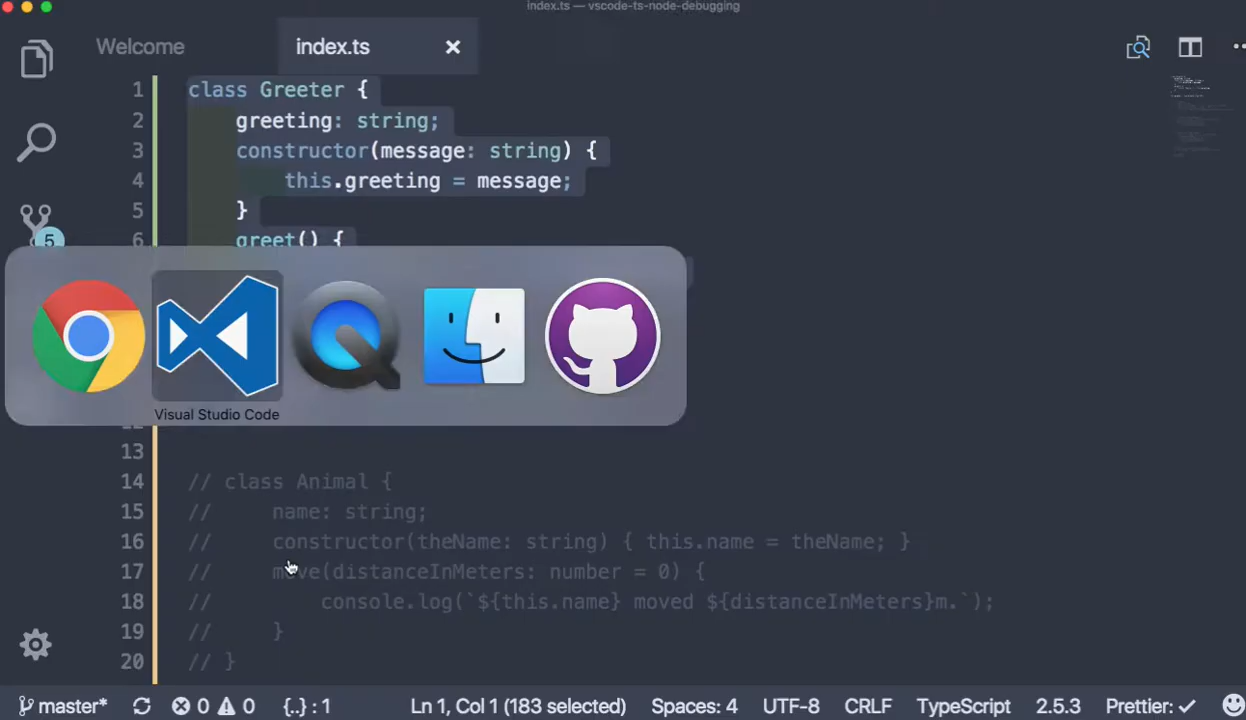 index.ts — vscode-ts-node-debugging
Welcome
index.ts
1 class Greeter {
2 greeting: string;
3 constructor(message: string) {
4 this.greeting = message;
5 }
6 greet() {
5
Visual Studio Code
13
14 // class Animal {
15 // name: string;
16 // constructor(theName: string) { this.name = theName; }
17 // move(distanceInMeters: number = 0) {
18 // console.log(`${this.name} moved ${distanceInMeters}m.`);
19 // }
20 // }
master* 0 0 {..} : 1 Ln 1, Col 1 (183 selected) Spaces: 4 UTF-8 CRLF TypeScript 2.5.3 Prettier: ✓